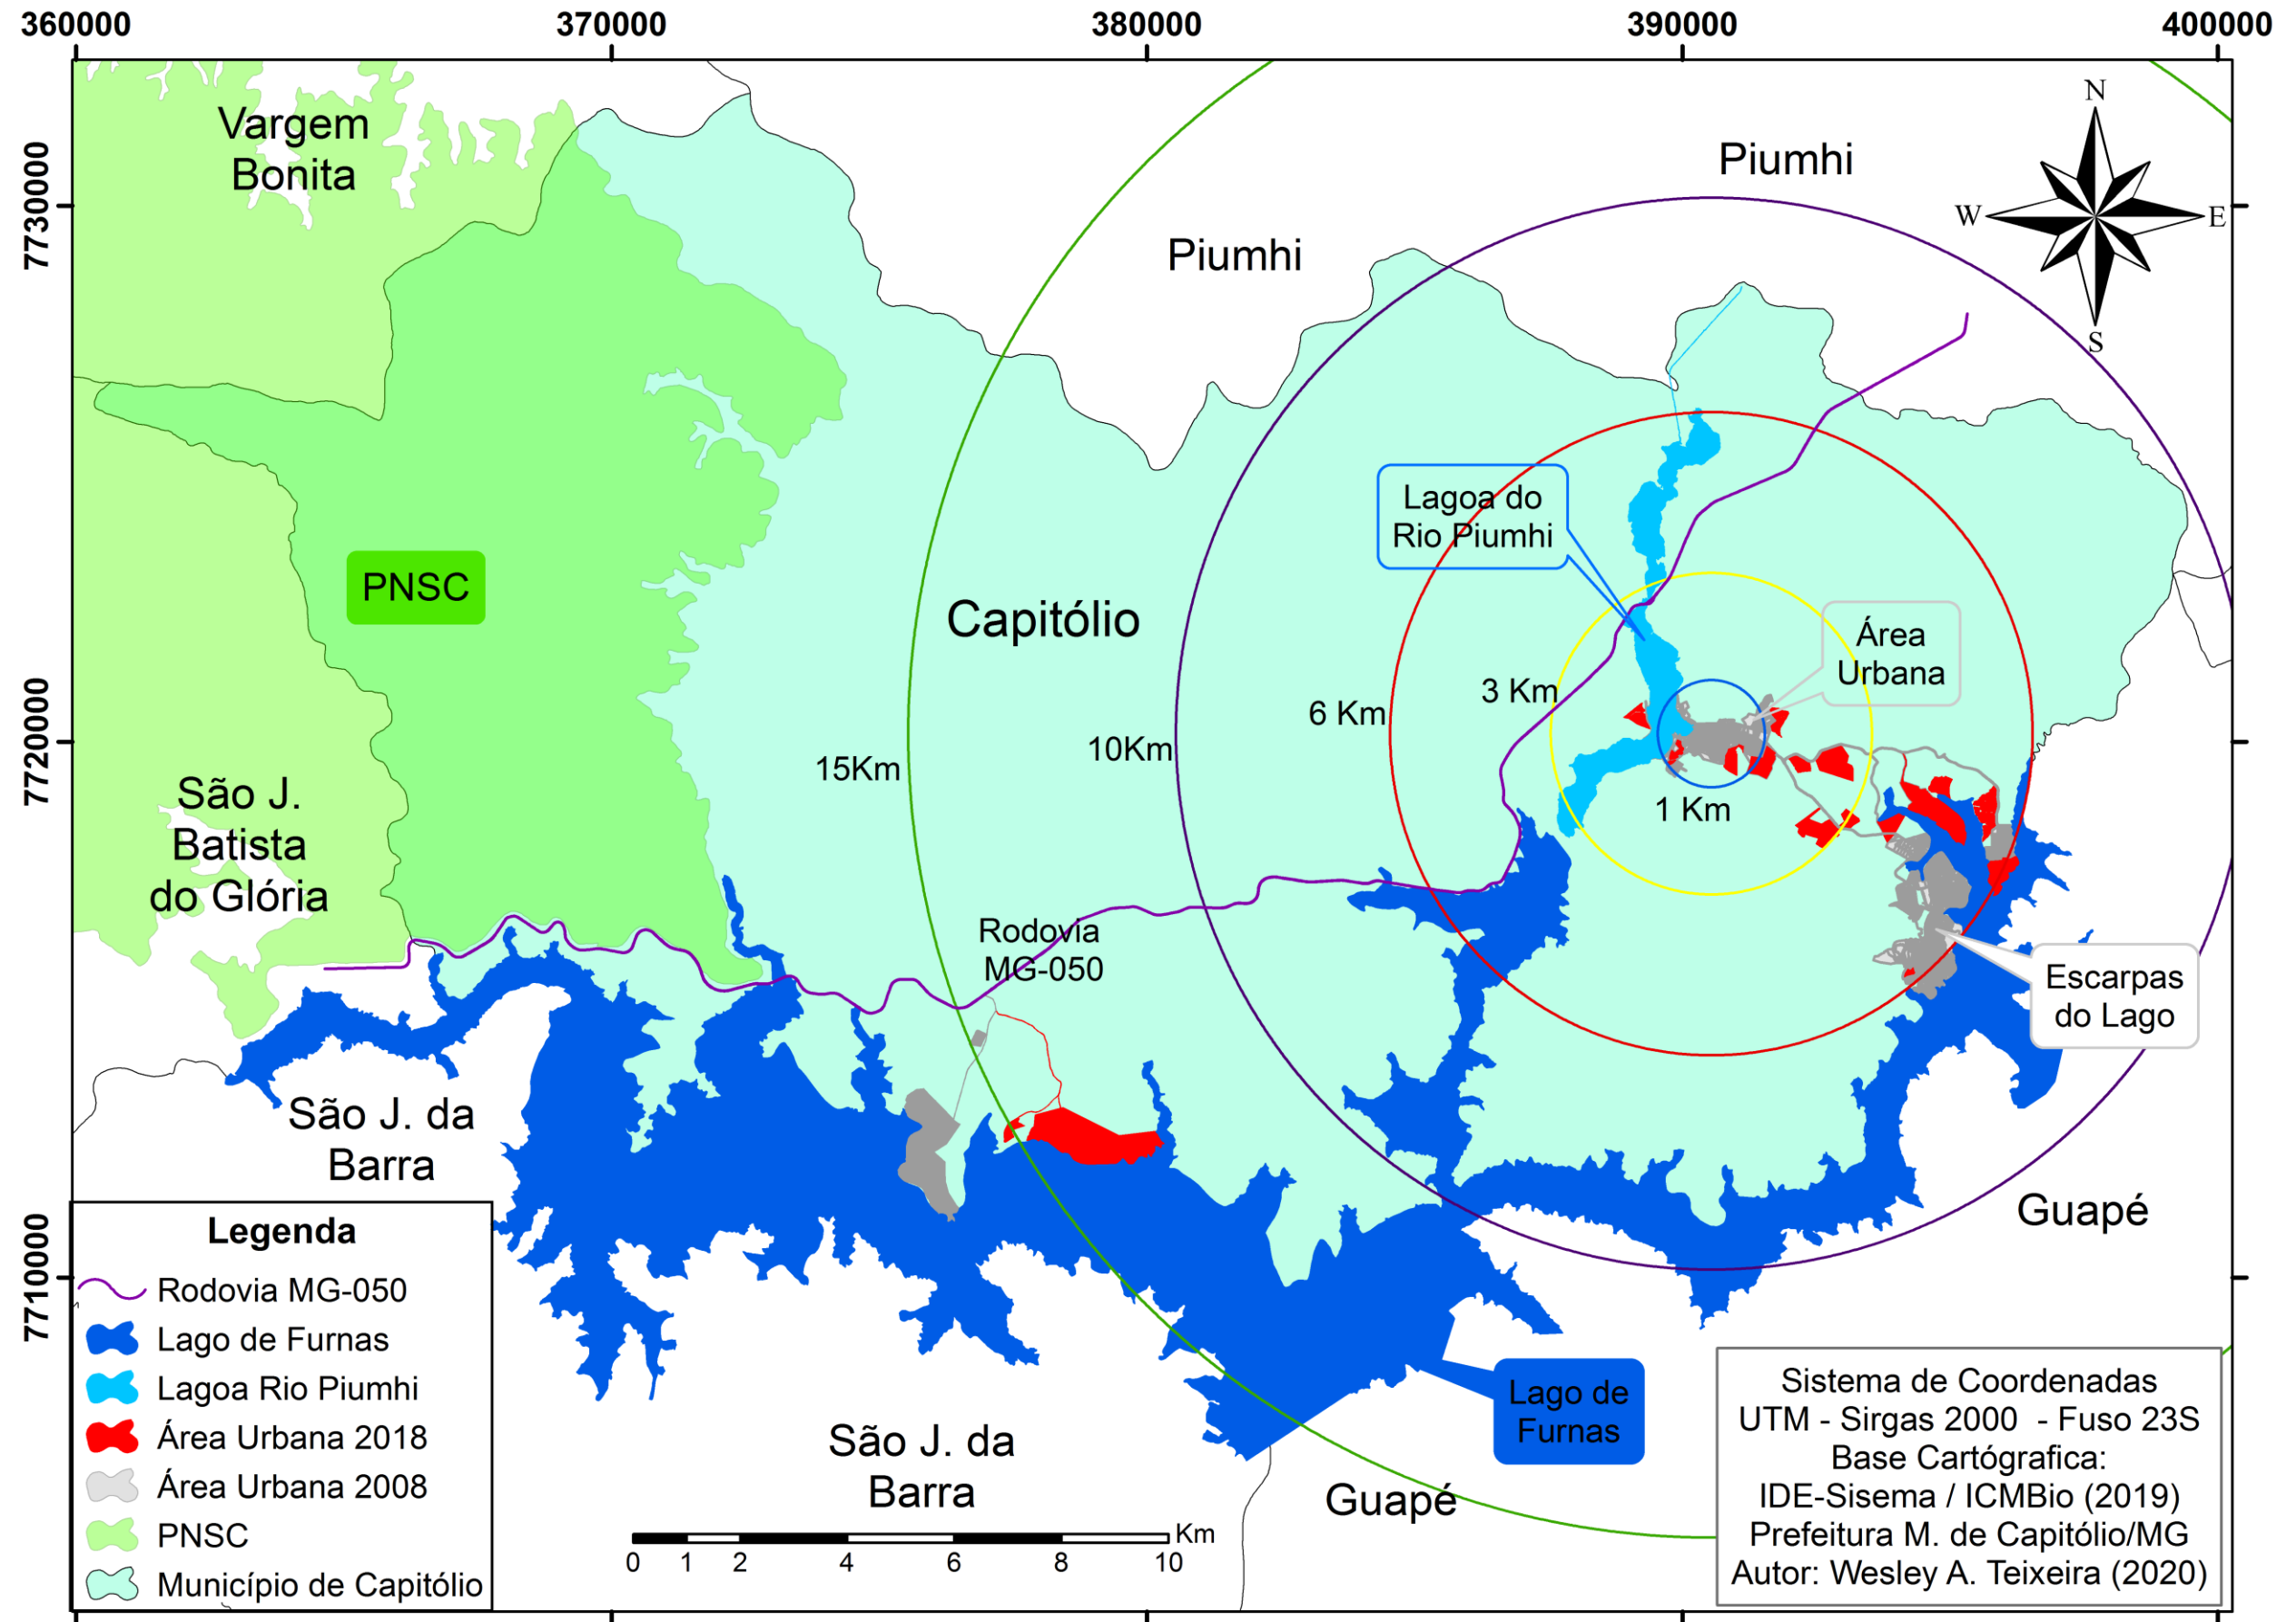 360000
370000
380000
390000
400000
7730000
7720000
7710000
Vargem
Bonita
Piumhi
Piumhi
N
W
E
S
Lagoa do
Rio Piumhi
PNSC
Capitólio
Área
Urbana
3 Km
6 Km
10Km
15Km
1 Km
São J.
Batista
do Glória
Rodovia
MG-050
Escarpas
do Lago
São J. da
Barra
Guapé
Lago de
Furnas
São J. da
Barra
Guapé
Legenda
Rodovia MG-050
Lago de Furnas
Lagoa Rio Piumhi
Área Urbana 2018
Área Urbana 2008
PNSC
Município de Capitólio
Km
0 1 2 4 6 8 10
Sistema de Coordenadas
UTM - Sirgas 2000 - Fuso 23S
Base Cartógrafica:
IDE-Sisema / ICMBio (2019)
Prefeitura M. de Capitólio/MG
Autor: Wesley A. Teixeira (2020)